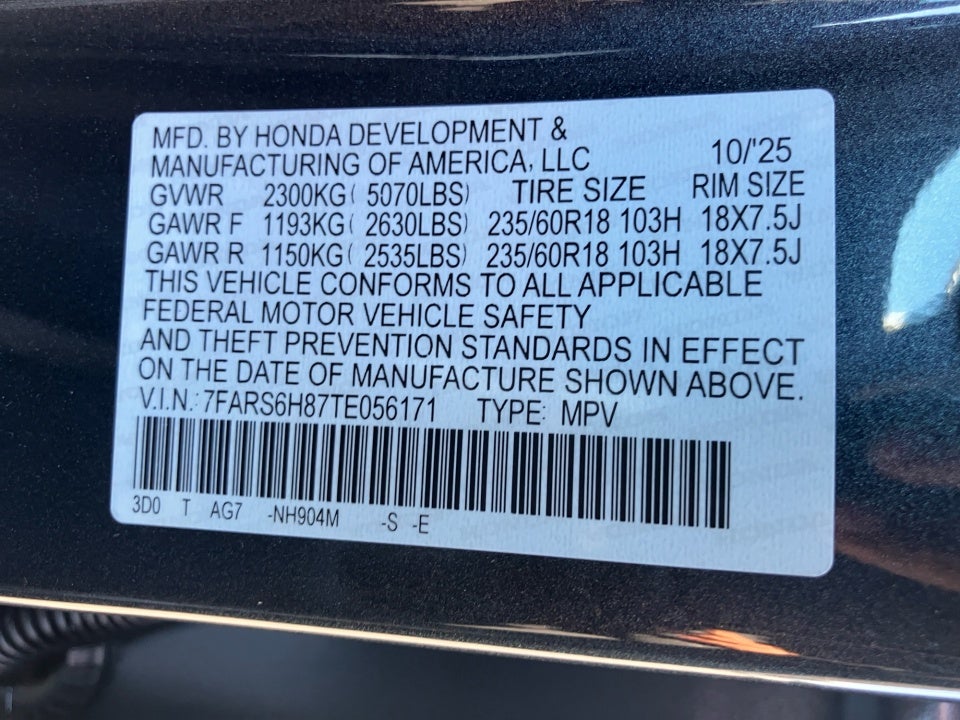 MFD. BY HONDA DEVELOPMENT &
MANUFACTURING OF AMERICA, LLC 10/'25
GVWR 2300KG( 5070LBS) TIRE SIZE RIM SIZE
GAWR F 1193KG( 2630LBS) 235/60R18 103H 18X7.5J
GAWR R 1150KG( 2535LBS) 235/60R18 103H 18X7.5J
THIS VEHICLE CONFORMS TO ALL APPLICABLE
FEDERAL MOTOR VEHICLE SAFETY
AND THEFT PREVENTION STANDARDS IN EFFECT
ON THE DATE OF MANUFACTURE SHOWN ABOVE.
V.I.N.: 7FARS6H87TE056171 TYPE: MPV
3D0 T AG7 -NH904M -S -E